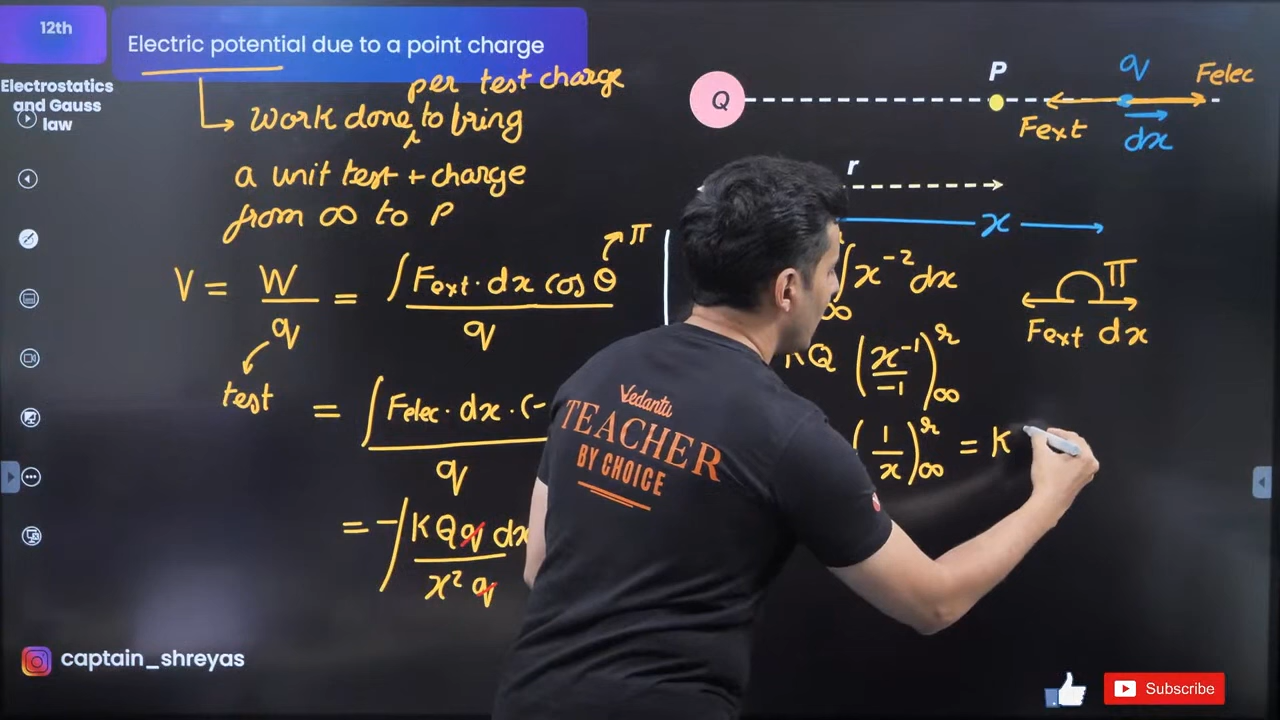 12th
Electric potential due to a point charge
Electrostatics
and Gauss
law
per test charge
Work done to bring
a unit test + charge
from ∞ to P
V = W/q = ∫ Fext · dx cos θ / q
π
test
= ∫ Felec · dx · (-
q
= -∫ K Q q dx
x² q
Q
P
q
Felec
Fext
dx
r
x
∫ x⁻² dx
∞
Q (x⁻¹/-1) r ∞
(1/x) r ∞ = K
π
Fext dx
Vedantu
TEACHER
BY CHOICE
captain_shreyas
Subscribe